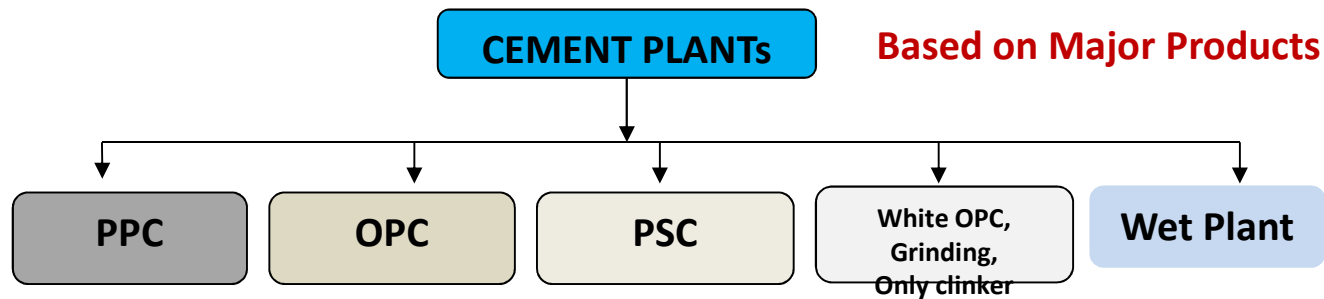 CEMENT PLANTs
Based on Major Products
PPC
OPC
PSC
White OPC,
Grinding,
Only clinker
Wet Plant